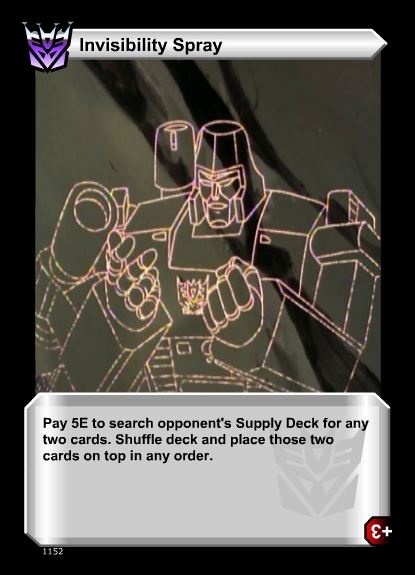 Invisibility Spray
Pay 5E to search opponent's Supply Deck for any
two cards. Shuffle deck and place those two
cards on top in any order.
+3
1152